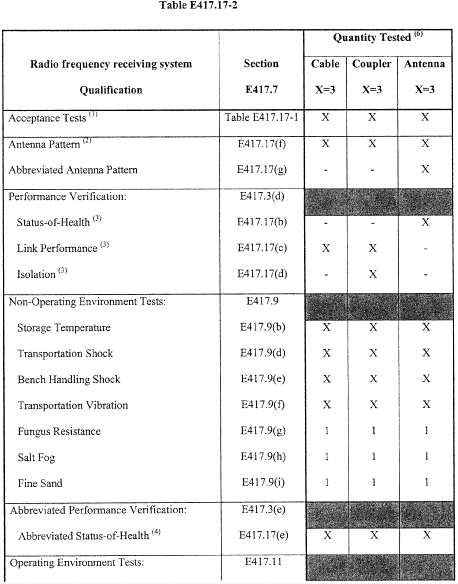 Table E417.17-2
Quantity Tested (6)
Radio frequency receiving system Section Cable Coupler Antenna
Qualification E417.7 X=3 X=3 X=3
Acceptance Tests (1) Table E417.17-1 X X X
Antenna Pattern (2) E417.17(f) X X X
Abbreviated Antenna Pattern E417.17(g) - - X
Performance Verification: E417.3(d)
Status-of-Health (3) E417.17(b) - - X
Link Performance (3) E417.17(c) X X -
Isolation (3) E417.17(d) - X -
Non-Operating Environment Tests: E417.9
Storage Temperature E417.9(b) X X X
Transportation Shock E417.9(d) X X X
Bench Handling Shock E417.9(e) X X X
Transportation Vibration E417.9(f) X X X
Fungus Resistance E417.9(g) 1 1 1
Salt Fog E417.9(h) 1 1 1
Fine Sand E417.9(i) 1 1 1
Abbreviated Performance Verification: E417.3(e)
Abbreviated Status-of-Health (4) E417.17(e) X X X
Operating Environment Tests: E417.11